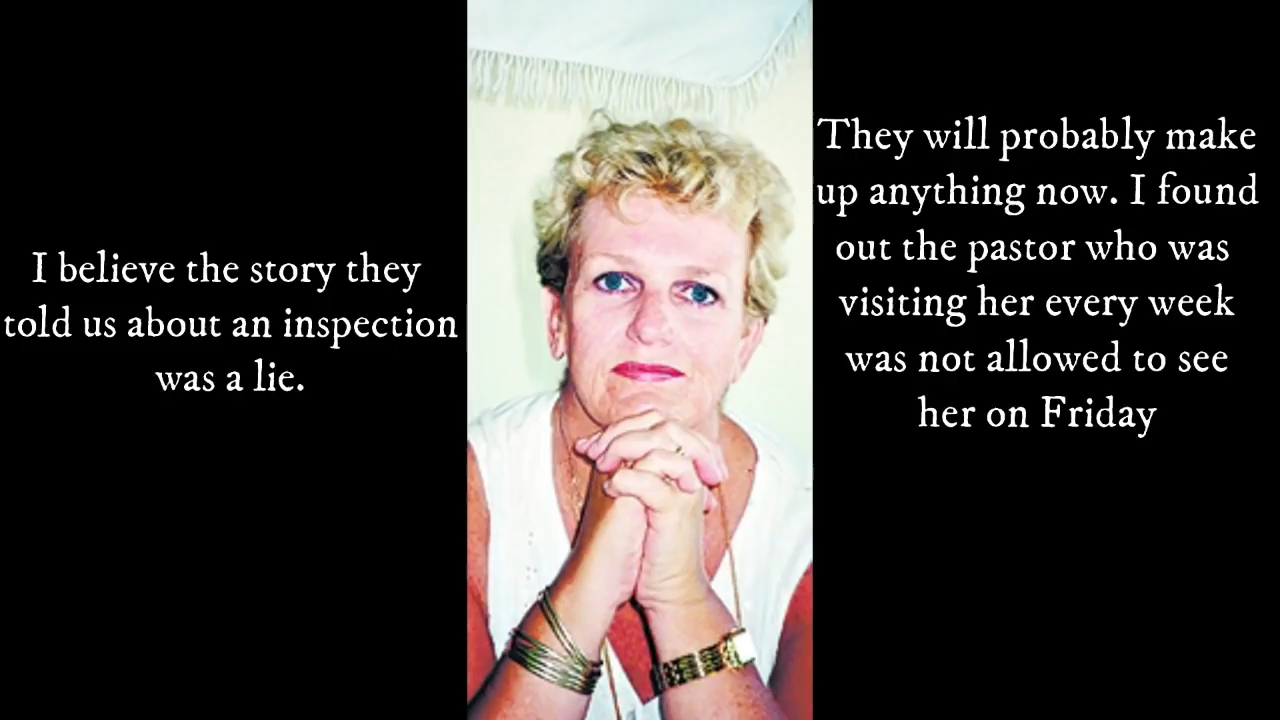 I believe the story they
told us about an inspection
was a lie.
They will probably make
up anything now. I found
out the pastor who was
visiting her every week
was not allowed to see
her on Friday